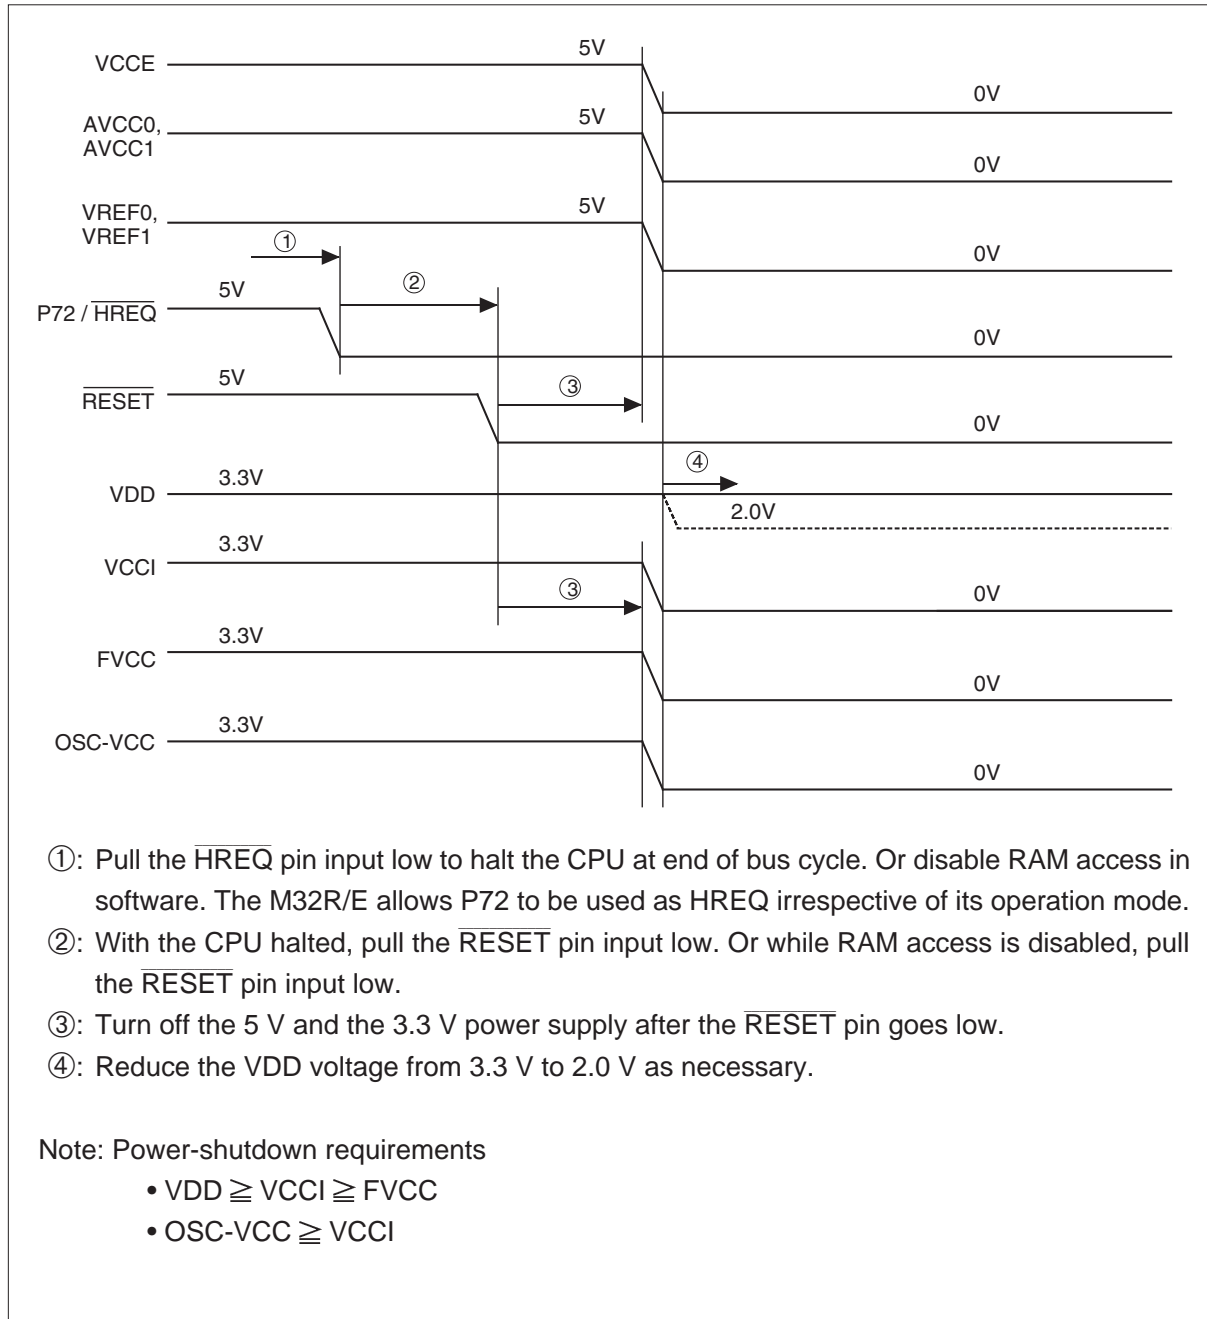 VCCE 5V 0V
AVCC0, 5V
AVCC1 0V
VREF0, 5V
VREF1 0V
①
②
P72 / H̅R̅E̅Q̅ 5V 0V
R̅E̅S̅E̅T̅ 5V ③ 0V
④
VDD 3.3V 2.0V
VCCI 3.3V 0V
③
FVCC 3.3V 0V
OSC-VCC 3.3V 0V
①: Pull the H̅R̅E̅Q̅ pin input low to halt the CPU at end of bus cycle. Or disable RAM access in
software. The M32R/E allows P72 to be used as HREQ irrespective of its operation mode.
②: With the CPU halted, pull the R̅E̅S̅E̅T̅ pin input low. Or while RAM access is disabled, pull
the R̅E̅S̅E̅T̅ pin input low.
③: Turn off the 5 V and the 3.3 V power supply after the R̅E̅S̅E̅T̅ pin goes low.
④: Reduce the VDD voltage from 3.3 V to 2.0 V as necessary.
Note: Power-shutdown requirements
• VDD ≧ VCCI ≧ FVCC
• OSC-VCC ≧ VCCI